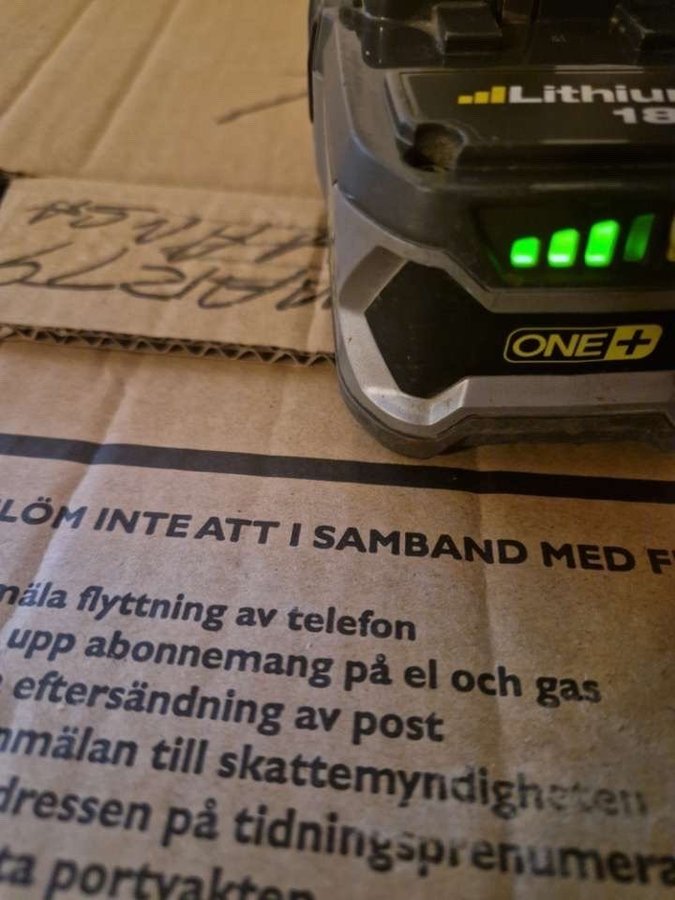 Lithiu
18
ONE+
LÖM INTE ATT I SAMBAND MED F
mäla flyttning av telefon
upp abonnemang på el och gas
eftersändning av post
nmälan till skattemyndigheten
dressen på tidningsprenumera
ta portvakten